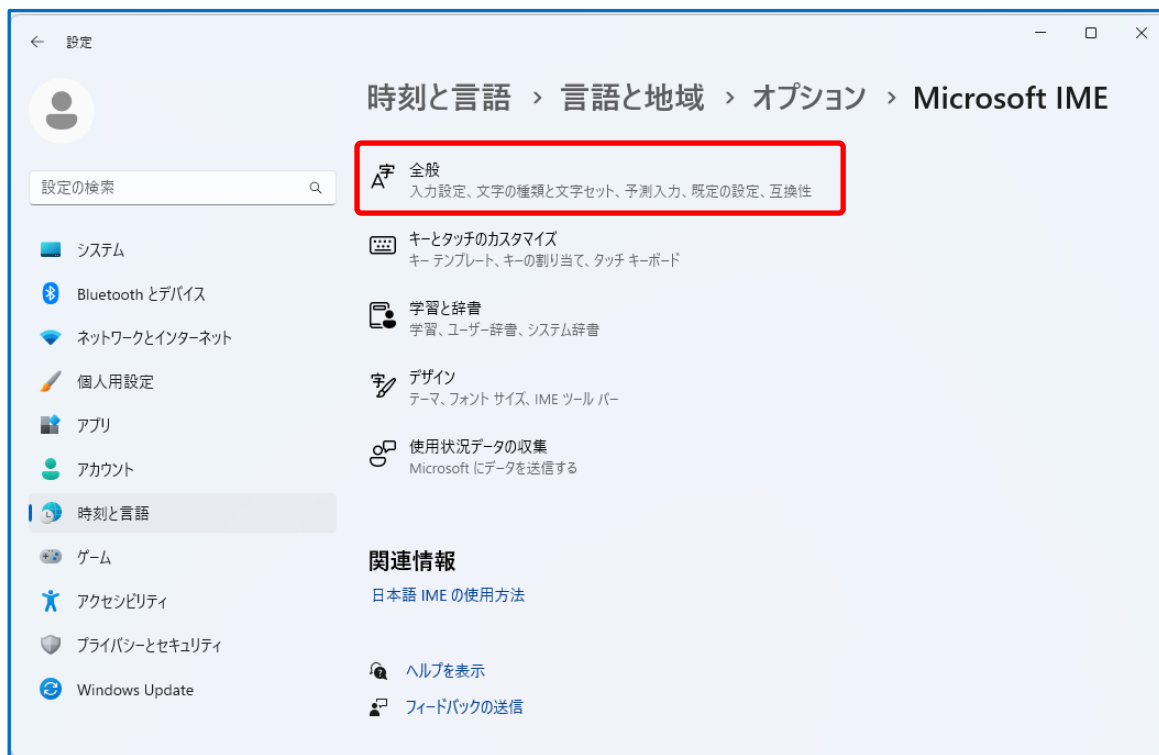 設定
時刻と言語 › 言語と地域 › オプション › Microsoft IME
設定の検索
システム
Bluetooth とデバイス
ネットワークとインターネット
個人用設定
アプリ
アカウント
時刻と言語
ゲーム
アクセシビリティ
プライバシーとセキュリティ
Windows Update
全般
入力設定、文字の種類と文字セット、予測入力、既定の設定、互換性
キーとタッチのカスタマイズ
キー テンプレート、キーの割り当て、タッチ キーボード
学習と辞書
学習、ユーザー辞書、システム辞書
デザイン
テーマ、フォント サイズ、IME ツール バー
使用状況データの収集
Microsoft にデータを送信する
関連情報
日本語 IME の使用方法
ヘルプを表示
フィードバックの送信